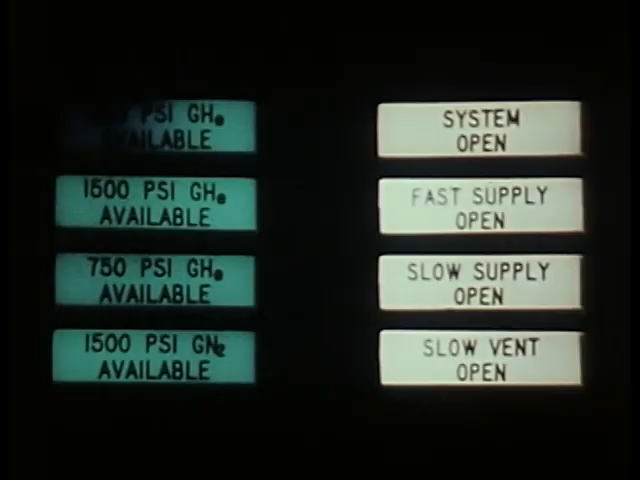 PSI GHe
AVAILABLE
1500 PSI GHe
AVAILABLE
750 PSI GHe
AVAILABLE
1500 PSI GN2
AVAILABLE
SYSTEM
OPEN
FAST SUPPLY
OPEN
SLOW SUPPLY
OPEN
SLOW VENT
OPEN